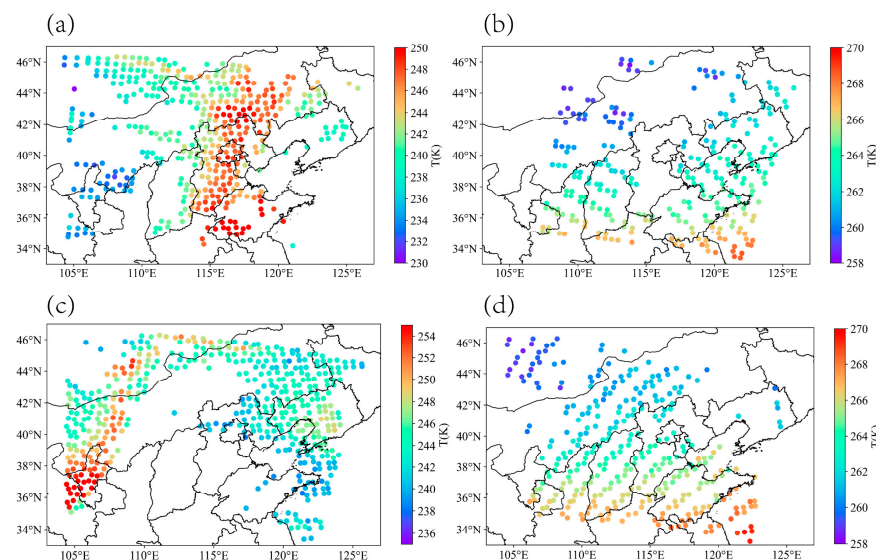 (a)
(b)
46°N
44°N
42°N
40°N
38°N
36°N
34°N
105°E
110°E
115°E
120°E
125°E
250
248
246
244
242
240
238
236
234
232
230
T(K)
46°N
44°N
42°N
40°N
38°N
36°N
34°N
105°E
110°E
115°E
120°E
125°E
270
268
266
264
262
260
258
T(K)
(c)
(d)
46°N
44°N
42°N
40°N
38°N
36°N
34°N
105°E
110°E
115°E
120°E
125°E
254
252
250
247
245
242
240
238
236
T(K)
46°N
44°N
42°N
40°N
38°N
36°N
34°N
105°E
110°E
115°E
120°E
125°E
270
268
266
264
262
260
258
T(K)